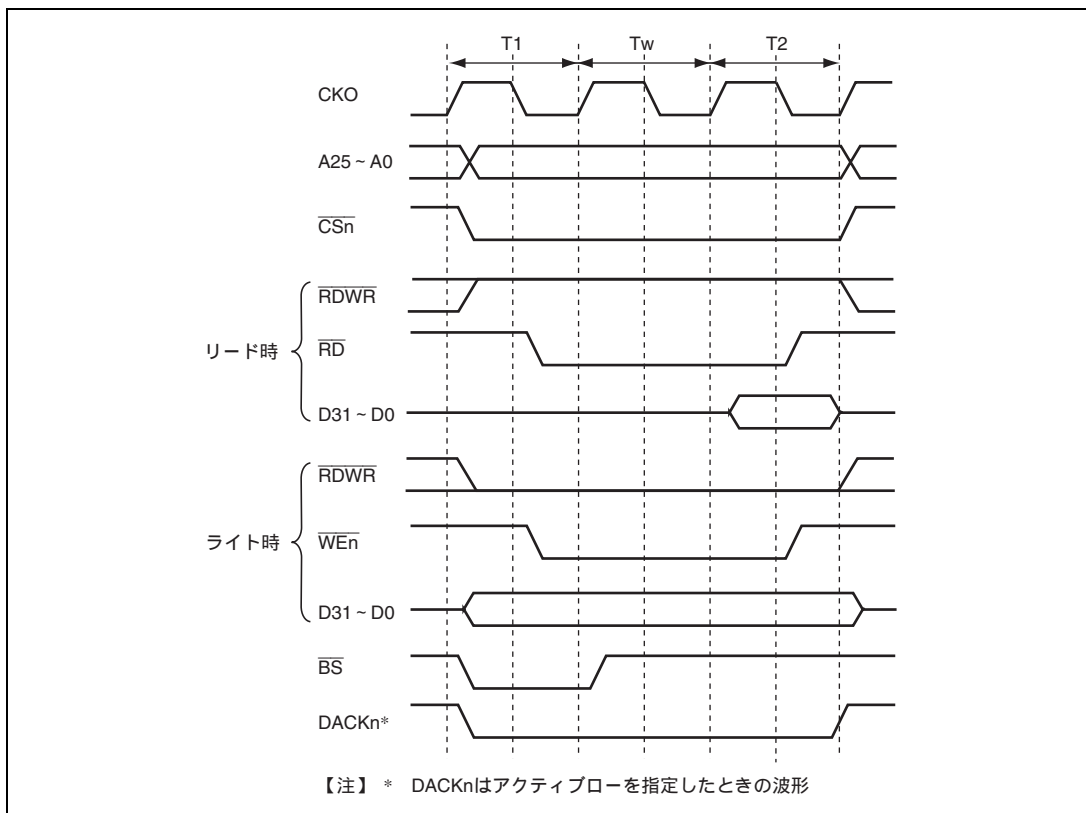 T1 Tw T2
CKO
A25 ~ A0
CSn
RDWR
リード時
RD
D31 ~ D0
RDWR
ライト時
WEn
D31 ~ D0
BS
DACKn*
【注】 * DACKnはアクティブローを指定したときの波形